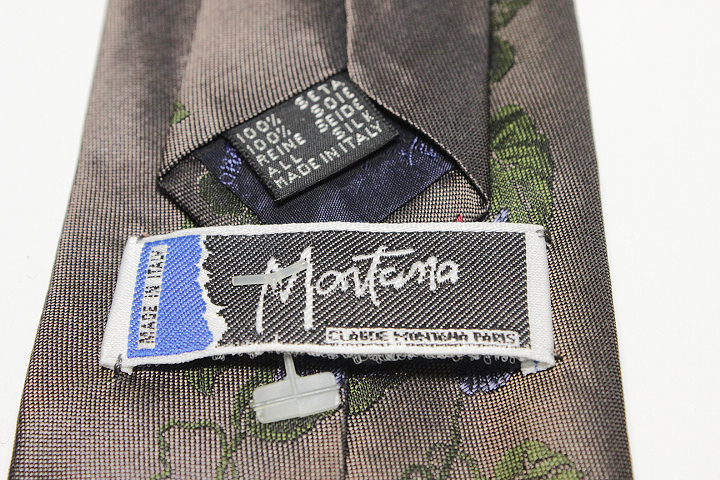 100% SETA
100% SOIE
REINE SEIDE
ALL SILK
MADE IN ITALY
MADE IN ITALY
Montana
CLAUDE MONTANA PARIS